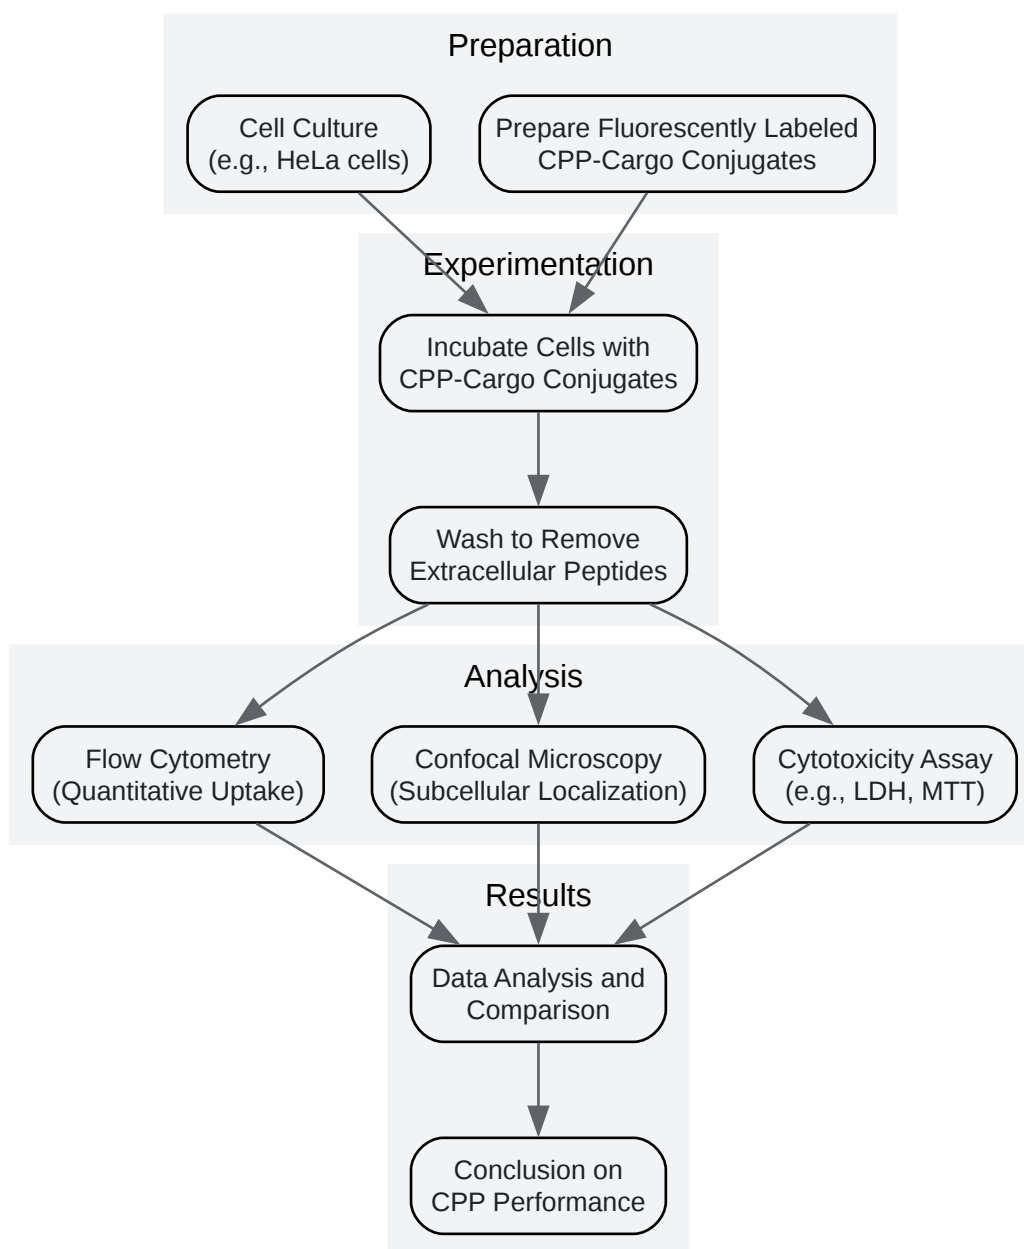 Preparation
Cell Culture
(e.g., HeLa cells)
Prepare Fluorescently Labeled
CPP-Cargo Conjugates
Experimentation
Incubate Cells with
CPP-Cargo Conjugates
Wash to Remove
Extracellular Peptides
Analysis
Flow Cytometry
(Quantitative Uptake)
Confocal Microscopy
(Subcellular Localization)
Cytotoxicity Assay
(e.g., LDH, MTT)
Results
Data Analysis and
Comparison
Conclusion on
CPP Performance